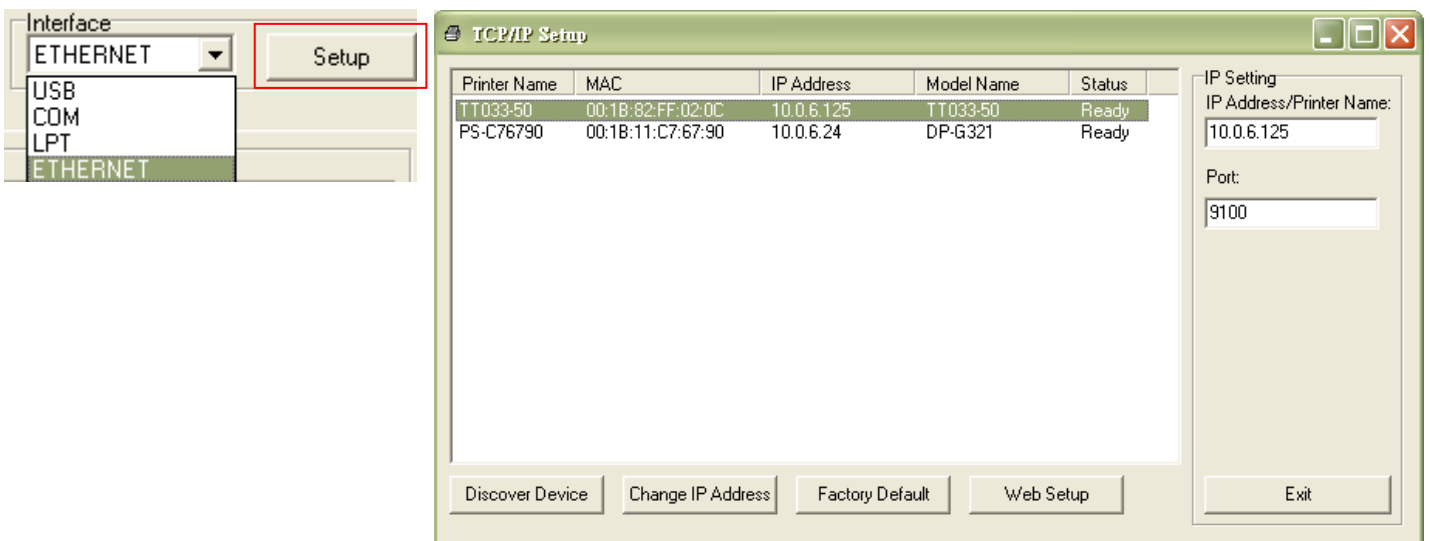 Interface
ETHERNET
Setup
USB
COM
LPT
ETHERNET
TCP/IP Setup
Printer Name MAC IP Address Model Name Status
TT033-50 00:1B:82:FF:02:0C 10.0.6.125 TT033-50 Ready
PS-C76790 00:1B:11:C7:67:90 10.0.6.24 DP-G321 Ready
IP Setting
IP Address/Printer Name:
10.0.6.125
Port:
9100
Discover Device Change IP Address Factory Default Web Setup Exit